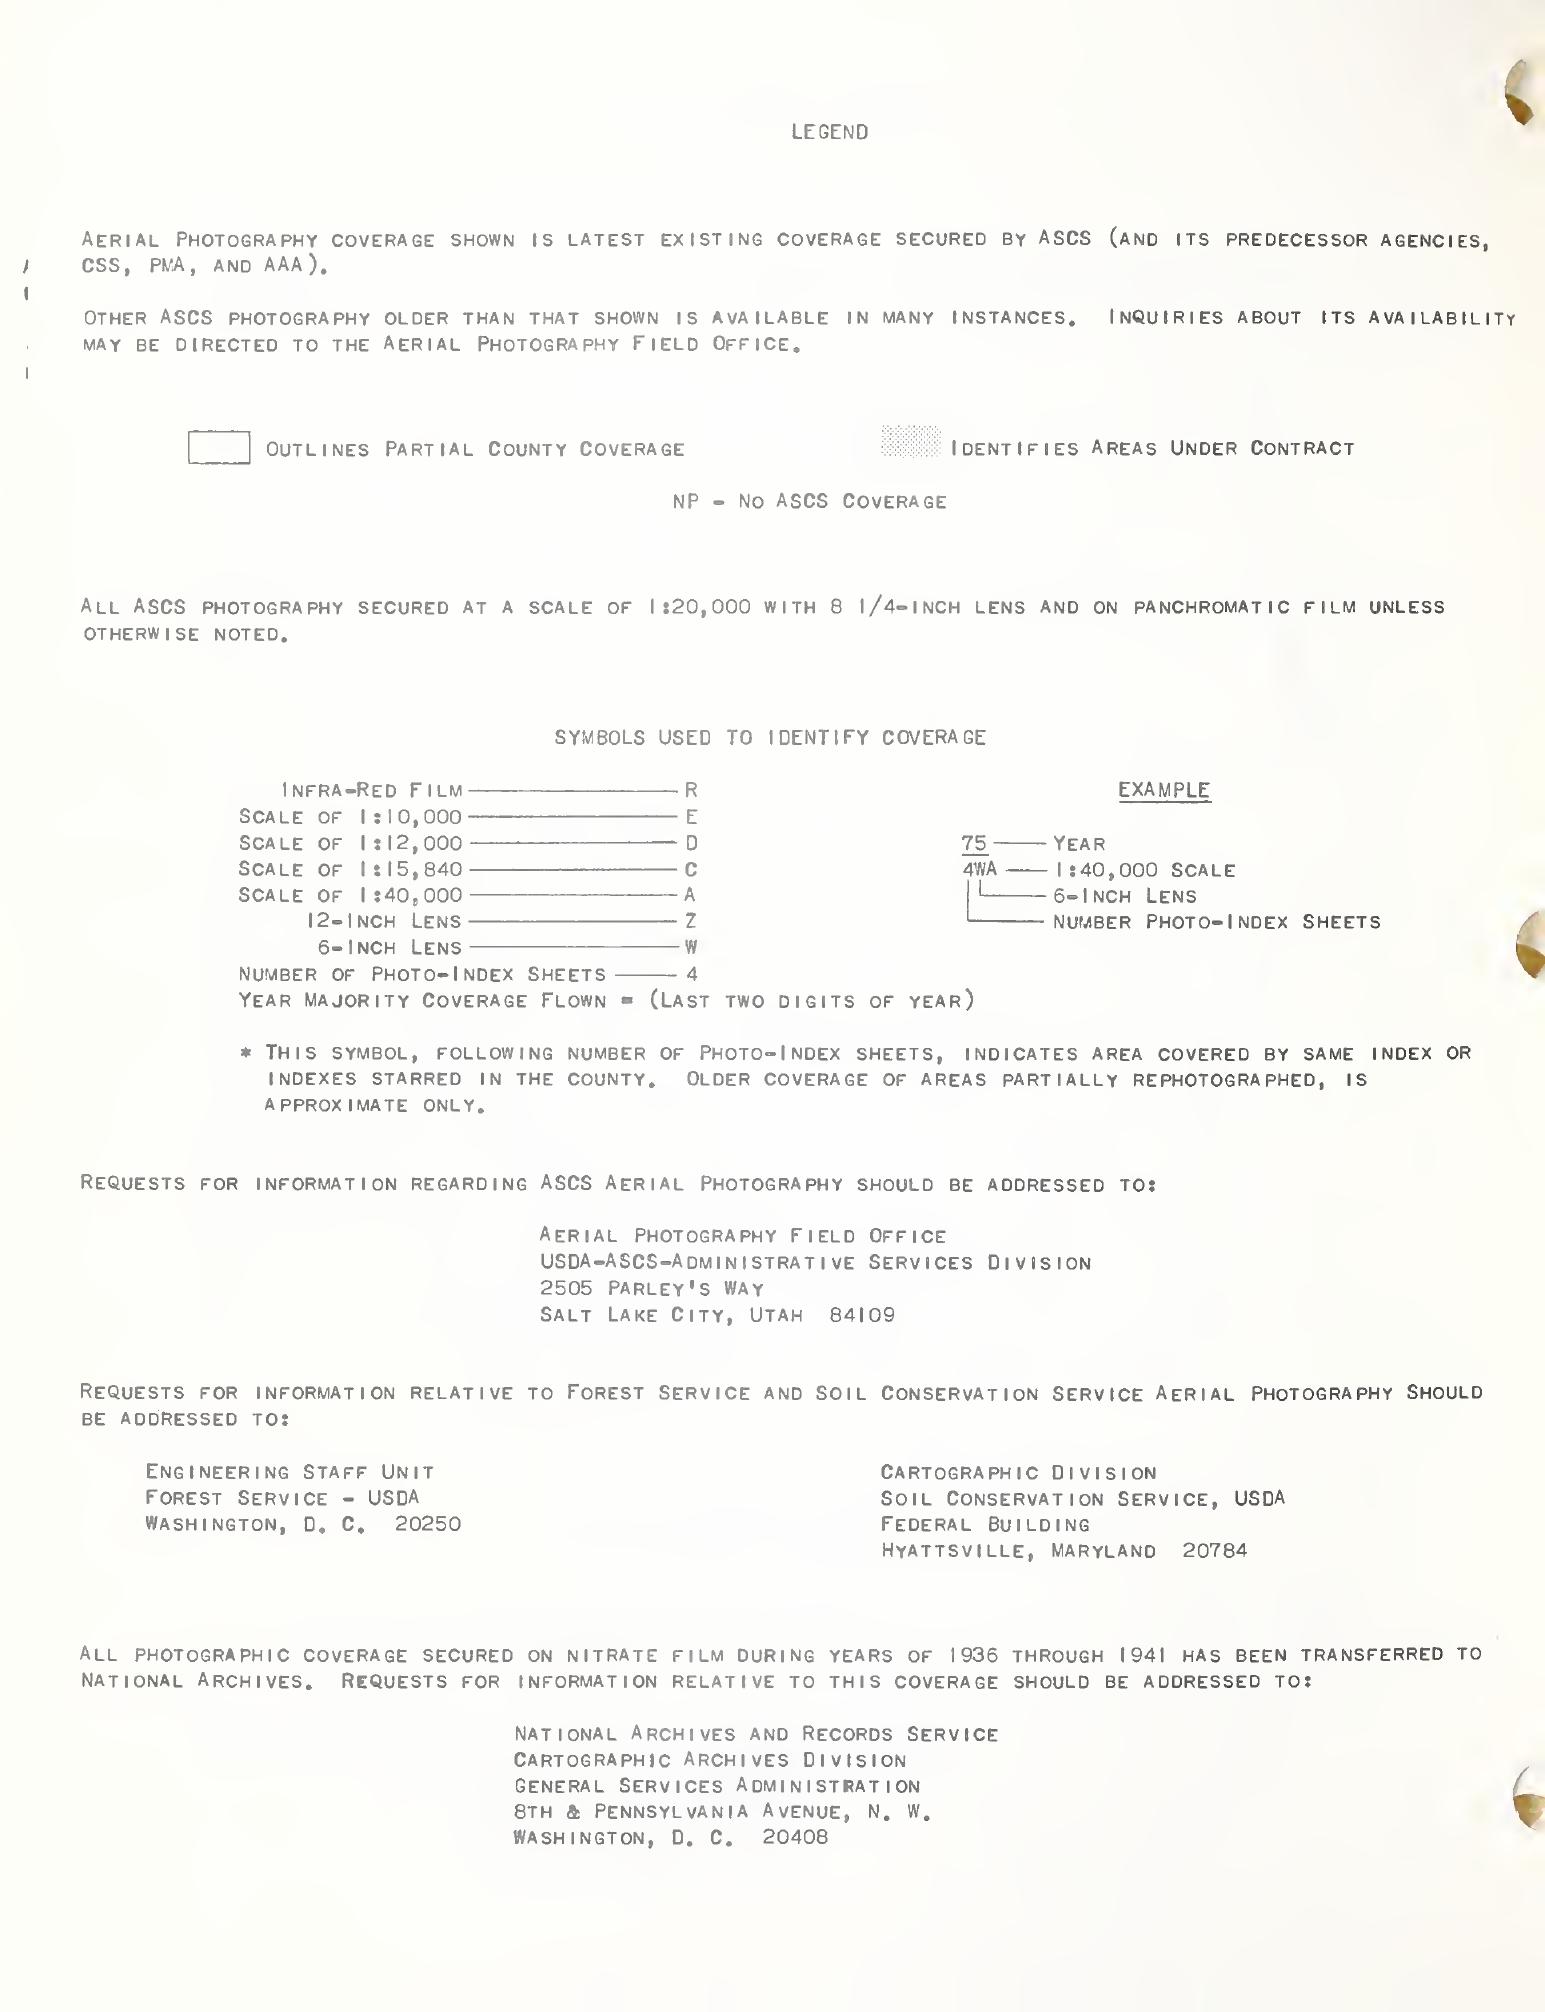 LEGEND
AERIAL PHOTOGRAPHY COVERAGE SHOWN IS LATEST EXISTING COVERAGE SECURED BY ASCS (AND ITS PREDECESSOR AGENCIES,
CSS, PMA, AND AAA).
OTHER ASCS PHOTOGRAPHY OLDER THAN THAT SHOWN IS AVAILABLE IN MANY INSTANCES. INQUIRIES ABOUT ITS AVAILABILITY
MAY BE DIRECTED TO THE AERIAL PHOTOGRAPHY FIELD OFFICE.
OUTLINES PARTIAL COUNTY COVERAGE
IDENTIFIES AREAS UNDER CONTRACT
NP - NO ASCS COVERAGE
ALL ASCS PHOTOGRAPHY SECURED AT A SCALE OF 1:20,000 WITH 8 1/4-INCH LENS AND ON PANCHROMATIC FILM UNLESS
OTHERWISE NOTED.
SYMBOLS USED TO IDENTIFY COVERAGE
INFRA-RED FILM R
SCALE OF 1:10,000 E
SCALE OF 1:12,000 D
SCALE OF 1:15,840 C
SCALE OF 1:40,000 A
12-INCH LENS Z
6-INCH LENS W
NUMBER OF PHOTO-INDEX SHEETS 4
YEAR MAJORITY COVERAGE FLOWN = (LAST TWO DIGITS OF YEAR)
EXAMPLE
75 YEAR
4WA 1:40,000 SCALE
6-INCH LENS
NUMBER PHOTO-INDEX SHEETS
* THIS SYMBOL, FOLLOWING NUMBER OF PHOTO-INDEX SHEETS, INDICATES AREA COVERED BY SAME INDEX OR
INDEXES STARRED IN THE COUNTY. OLDER COVERAGE OF AREAS PARTIALLY REPHOTOGRAPHED, IS
APPROXIMATE ONLY.
REQUESTS FOR INFORMATION REGARDING ASCS AERIAL PHOTOGRAPHY SHOULD BE ADDRESSED TO:
AERIAL PHOTOGRAPHY FIELD OFFICE
USDA-ASCS-ADMINISTRATIVE SERVICES DIVISION
2505 PARLEY'S WAY
SALT LAKE CITY, UTAH 84109
REQUESTS FOR INFORMATION RELATIVE TO FOREST SERVICE AND SOIL CONSERVATION SERVICE AERIAL PHOTOGRAPHY SHOULD
BE ADDRESSED TO:
ENGINEERING STAFF UNIT
FOREST SERVICE - USDA
WASHINGTON, D. C. 20250
CARTOGRAPHIC DIVISION
SOIL CONSERVATION SERVICE, USDA
FEDERAL BUILDING
HYATTSVILLE, MARYLAND 20784
ALL PHOTOGRAPHIC COVERAGE SECURED ON NITRATE FILM DURING YEARS OF 1936 THROUGH 1941 HAS BEEN TRANSFERRED TO
NATIONAL ARCHIVES. REQUESTS FOR INFORMATION RELATIVE TO THIS COVERAGE SHOULD BE ADDRESSED TO:
NATIONAL ARCHIVES AND RECORDS SERVICE
CARTOGRAPHIC ARCHIVES DIVISION
GENERAL SERVICES ADMINISTRATION
8TH & PENNSYLVANIA AVENUE, N. W.
WASHINGTON, D. C. 20408